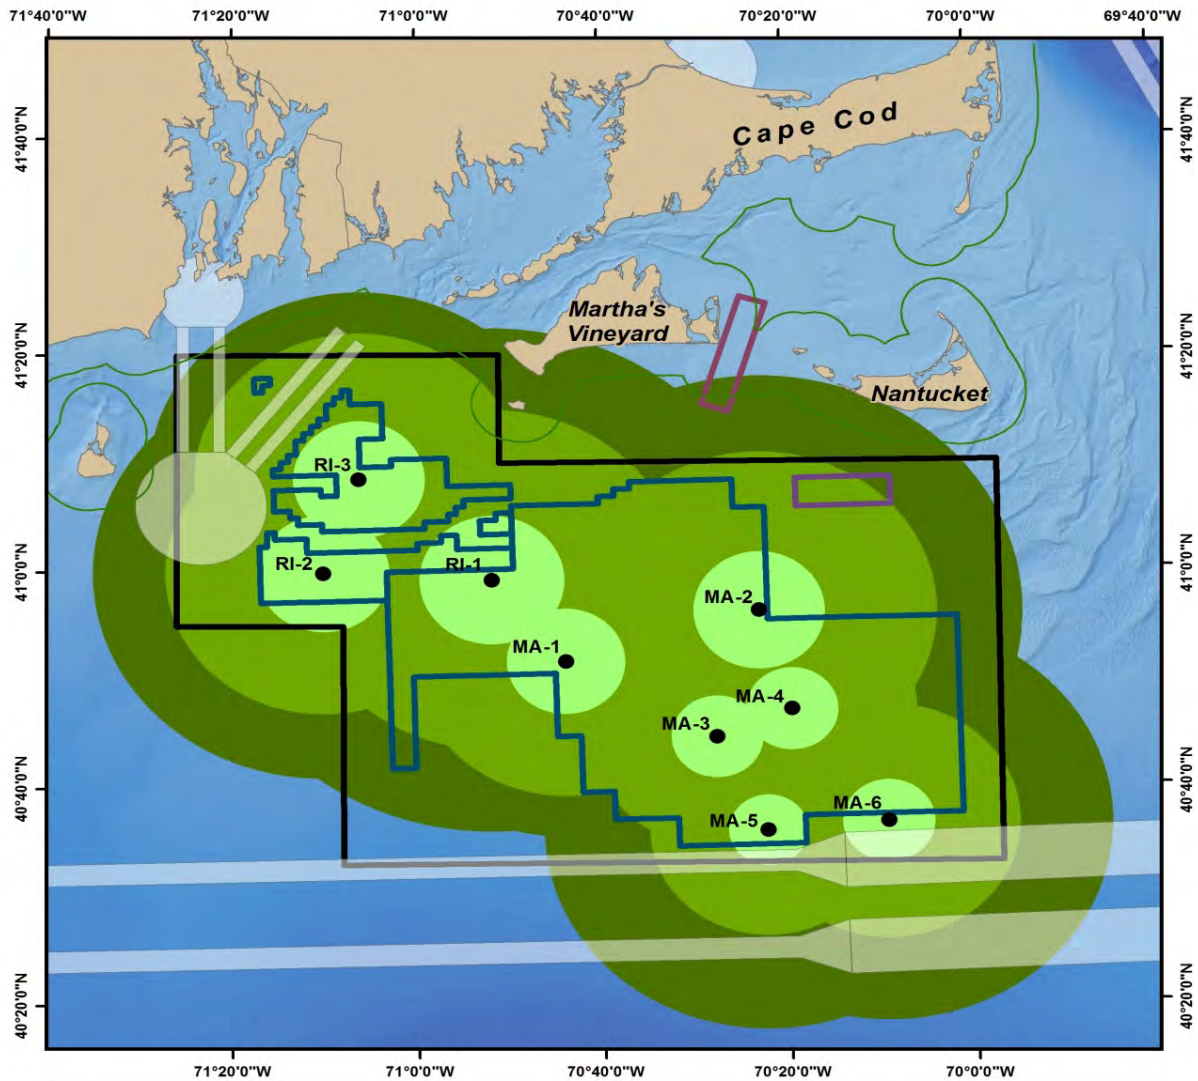 71°40'0"W 71°20'0"W 71°0'0"W 70°40'0"W 70°20'0"W 70°0'0"W 69°40'0"W
41°40'0"N
41°40'0"N
Cape Cod
Martha's
Vineyard
41°20'0"N
41°20'0"N
Nantucket
RI-3
RI-2
RI-1
41°0'0"N
41°0'0"N
MA-2
MA-1
MA-4
MA-3
40°40'0"N
40°40'0"N
MA-6
MA-5
40°20'0"N
40°20'0"N
71°20'0"W 71°0'0"W 70°40'0"W 70°20'0"W 70°0'0"W